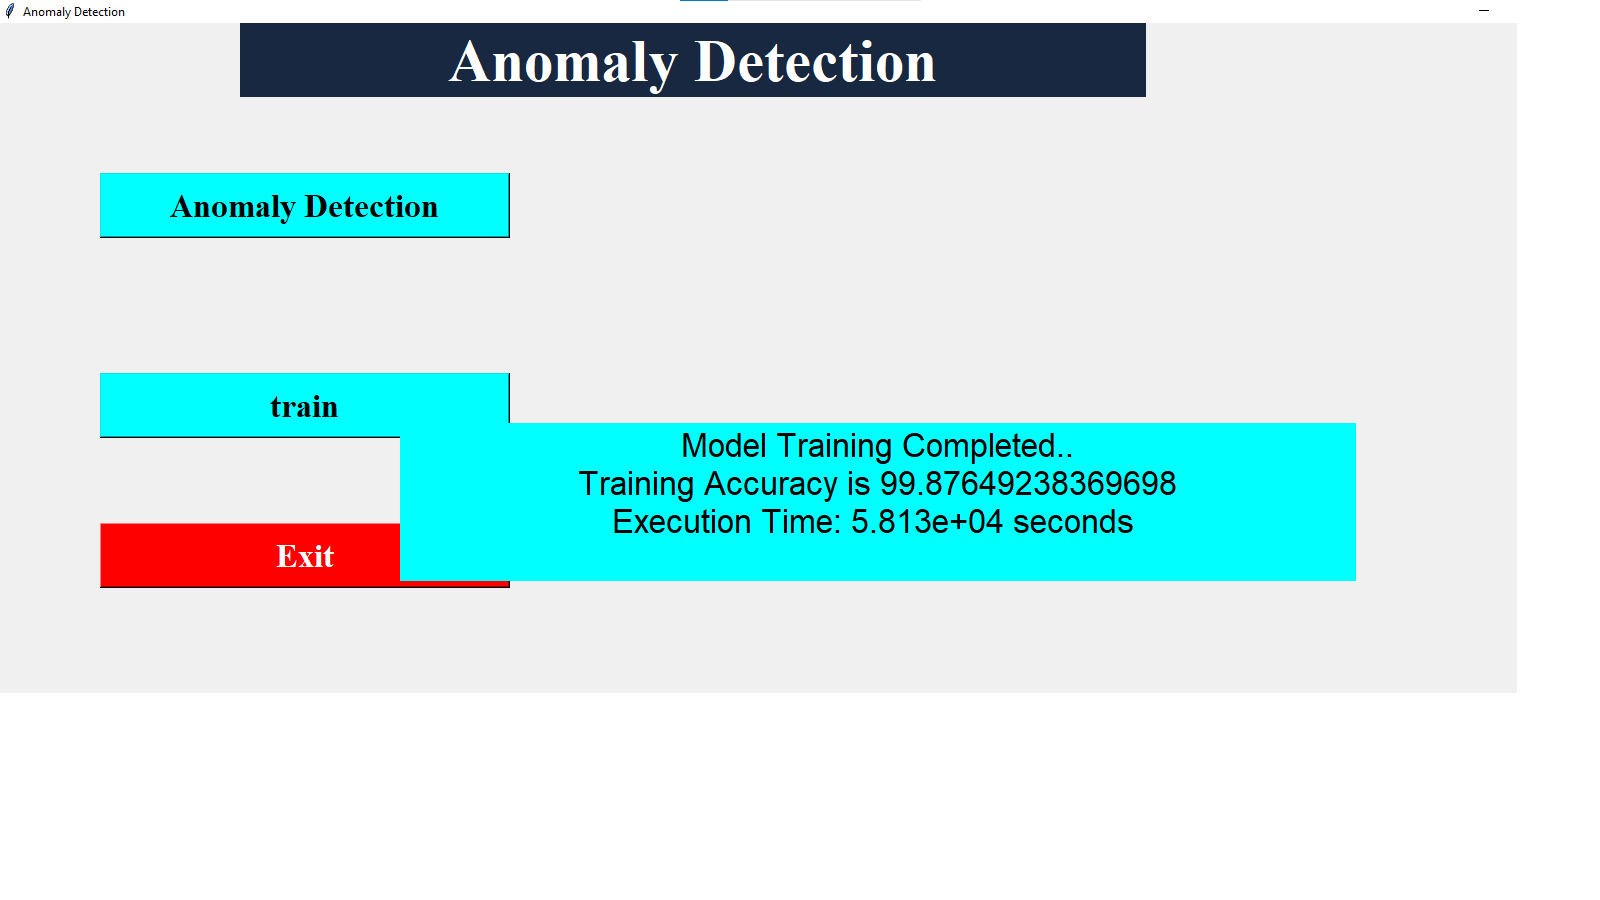 Anomaly Detection
Anomaly Detection
Anomaly Detection
train
Model Training Completed..
Training Accuracy is 99.87649238369698
Execution Time: 5.813e+04 seconds
Exit